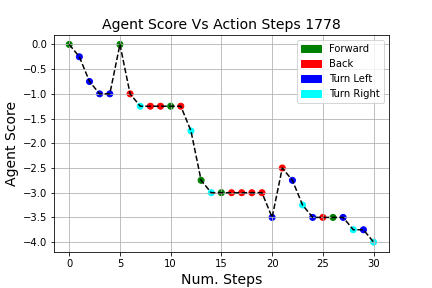 Agent Score Vs Action Steps 1778
Agent Score
0.0
−0.5
−1.0
−1.5
−2.0
−2.5
−3.0
−3.5
−4.0
Forward
Back
Turn Left
Turn Right
0 5 10 15 20 25 30
Num. Steps